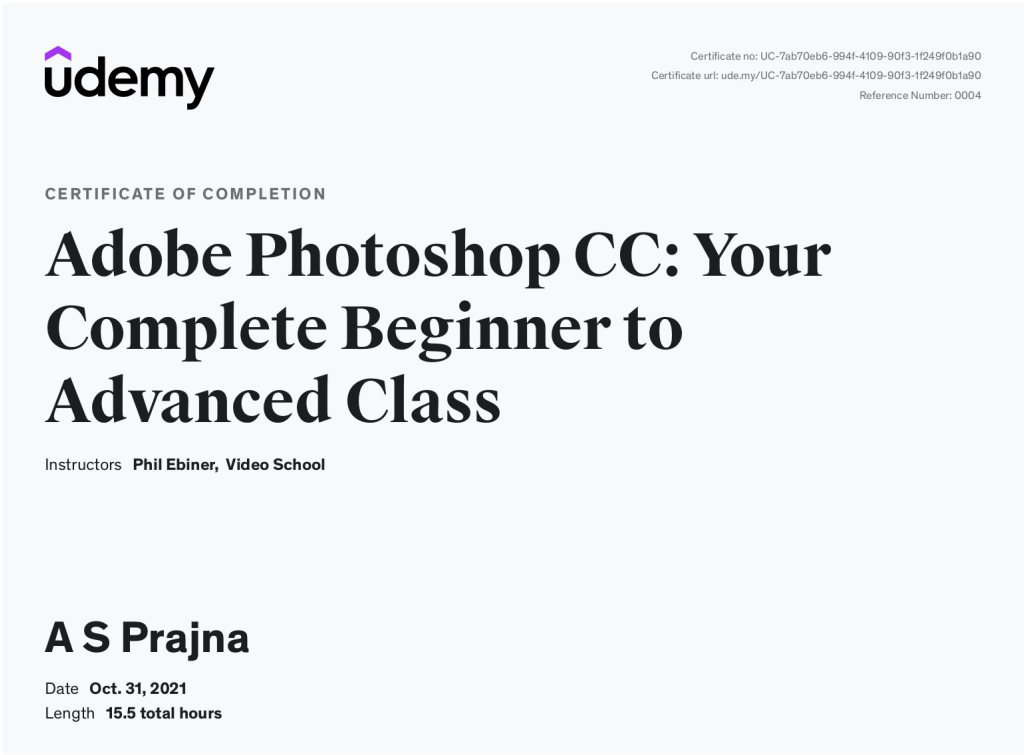 udemy
Certificate no: UC-7ab70eb6-994f-4109-90f3-1f249f0b1a90
Certificate url: ude.my/UC-7ab70eb6-994f-4109-90f3-1f249f0b1a90
Reference Number: 0004
CERTIFICATE OF COMPLETION
Adobe Photoshop CC: Your
Complete Beginner to
Advanced Class
Instructors Phil Ebiner, Video School
A S Prajna
Date Oct. 31, 2021
Length 15.5 total hours